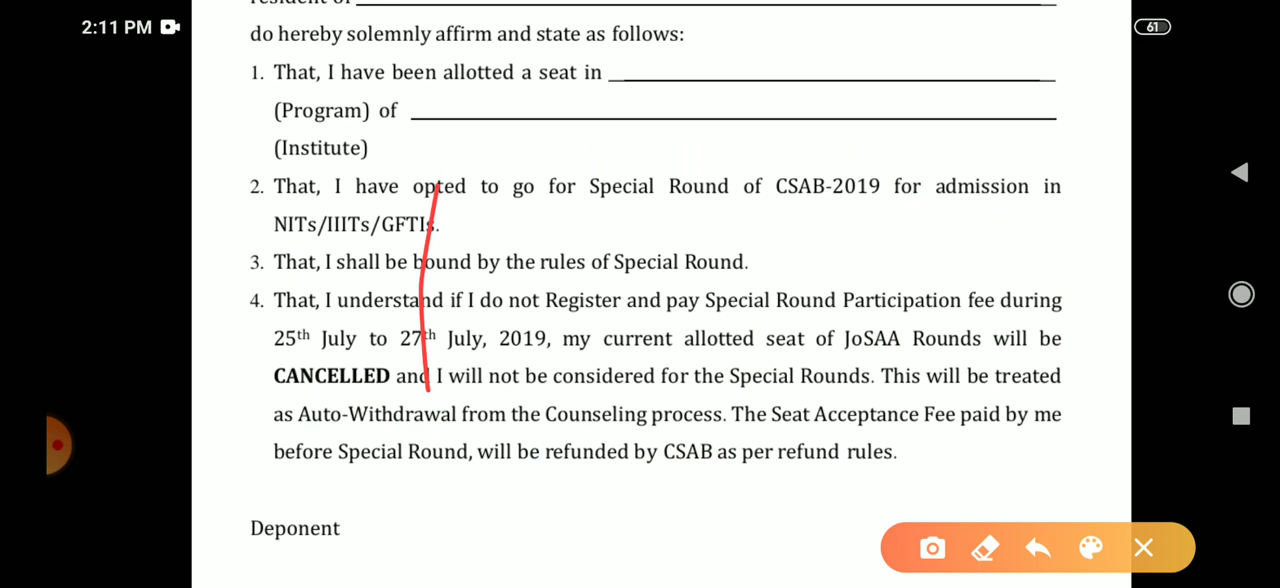 2:11 PM
61
resident of
do hereby solemnly affirm and state as follows:
1. That, I have been allotted a seat in
(Program) of
(Institute)
2. That, I have opted to go for Special Round of CSAB-2019 for admission in
NITs/IIITs/GFTIs.
3. That, I shall be bound by the rules of Special Round.
4. That, I understand if I do not Register and pay Special Round Participation fee during
25th July to 27th July, 2019, my current allotted seat of JoSAA Rounds will be
CANCELLED and I will not be considered for the Special Rounds. This will be treated
as Auto-Withdrawal from the Counseling process. The Seat Acceptance Fee paid by me
before Special Round, will be refunded by CSAB as per refund rules.
Deponent